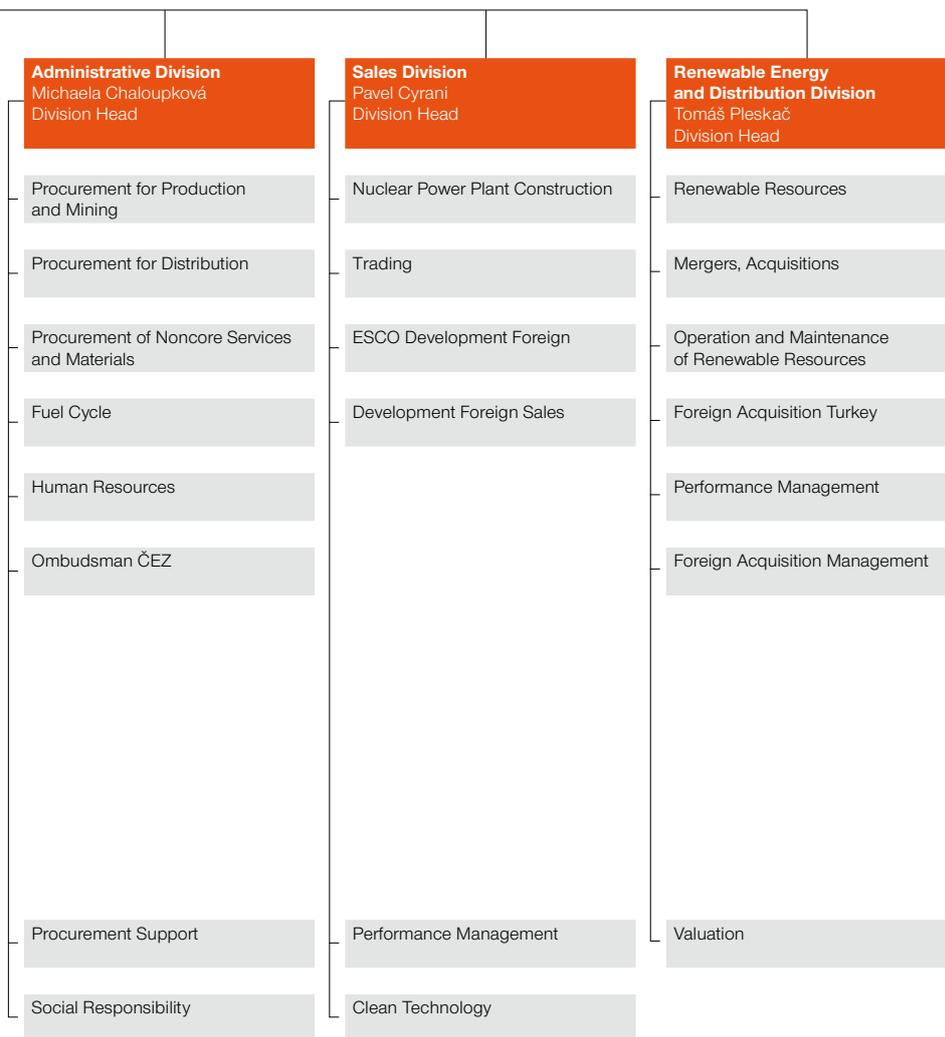 Administrative Division
Michaela Chaloupková
Division Head
Procurement for Production
and Mining
Procurement for Distribution
Procurement of Noncore Services
and Materials
Fuel Cycle
Human Resources
Ombudsman ČEZ
Procurement Support
Social Responsibility
Sales Division
Pavel Cyrani
Division Head
Nuclear Power Plant Construction
Trading
ESCO Development Foreign
Development Foreign Sales
Performance Management
Clean Technology
Renewable Energy
and Distribution Division
Tomáš Pleskač
Division Head
Renewable Resources
Mergers, Acquisitions
Operation and Maintenance
of Renewable Resources
Foreign Acquisition Turkey
Performance Management
Foreign Acquisition Management
Valuation